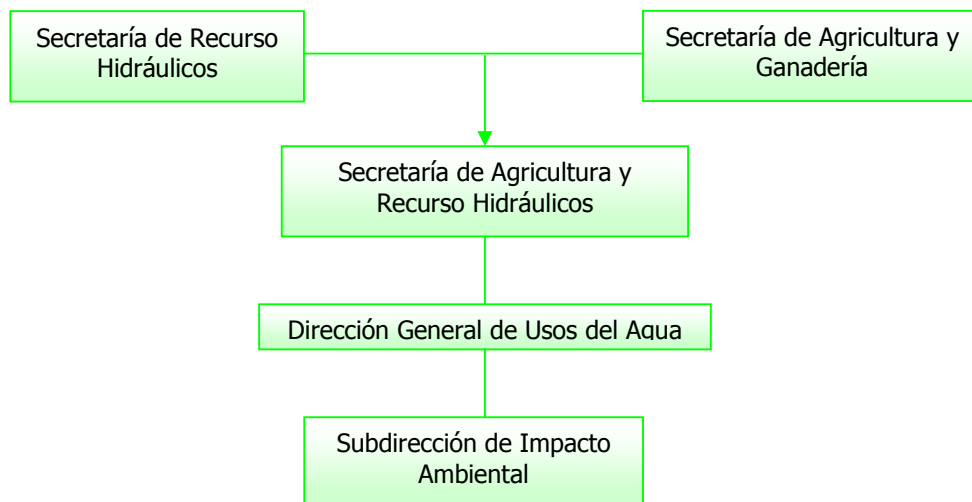 Secretaría de Recurso
Hidráulicos
Secretaría de Agricultura y
Ganadería
Secretaría de Agricultura y
Recurso Hidráulicos
Dirección General de Usos del Agua
Subdirección de Impacto
Ambiental